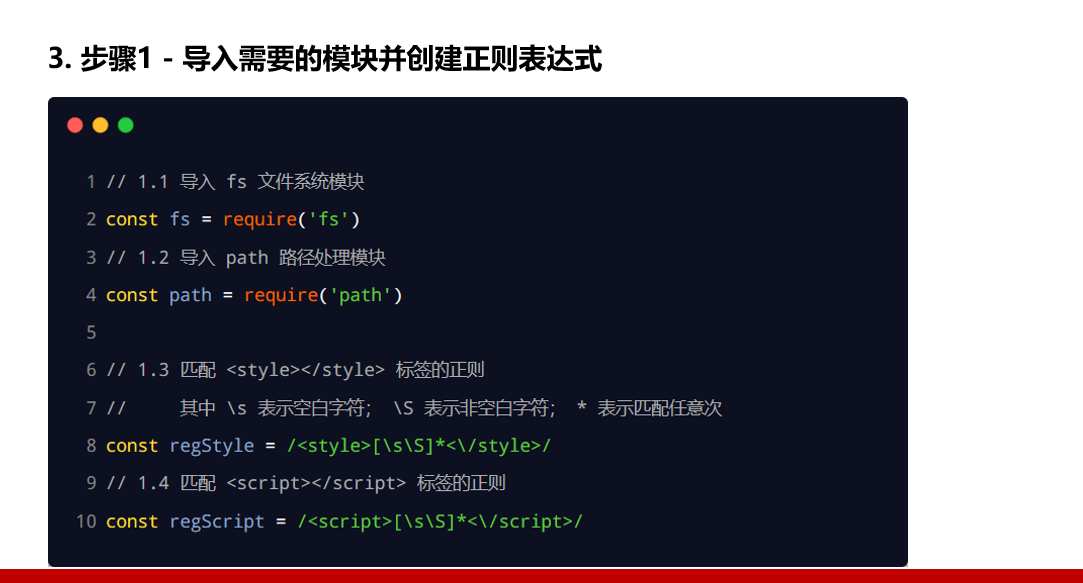 3. 步骤1 - 导入需要的模块并创建正则表达式
1 // 1.1 导入 fs 文件系统模块
2 const fs = require('fs')
3 // 1.2 导入 path 路径处理模块
4 const path = require('path')
5
6 // 1.3 匹配 <style></style> 标签的正则
7 //     其中 \s 表示空白字符； \S 表示非空白字符； * 表示匹配任意次
8 const regStyle = /<style>[\s\S]*<\/style>/
9 // 1.4 匹配 <script></script> 标签的正则
10 const regScript = /<script>[\s\S]*<\/script>/